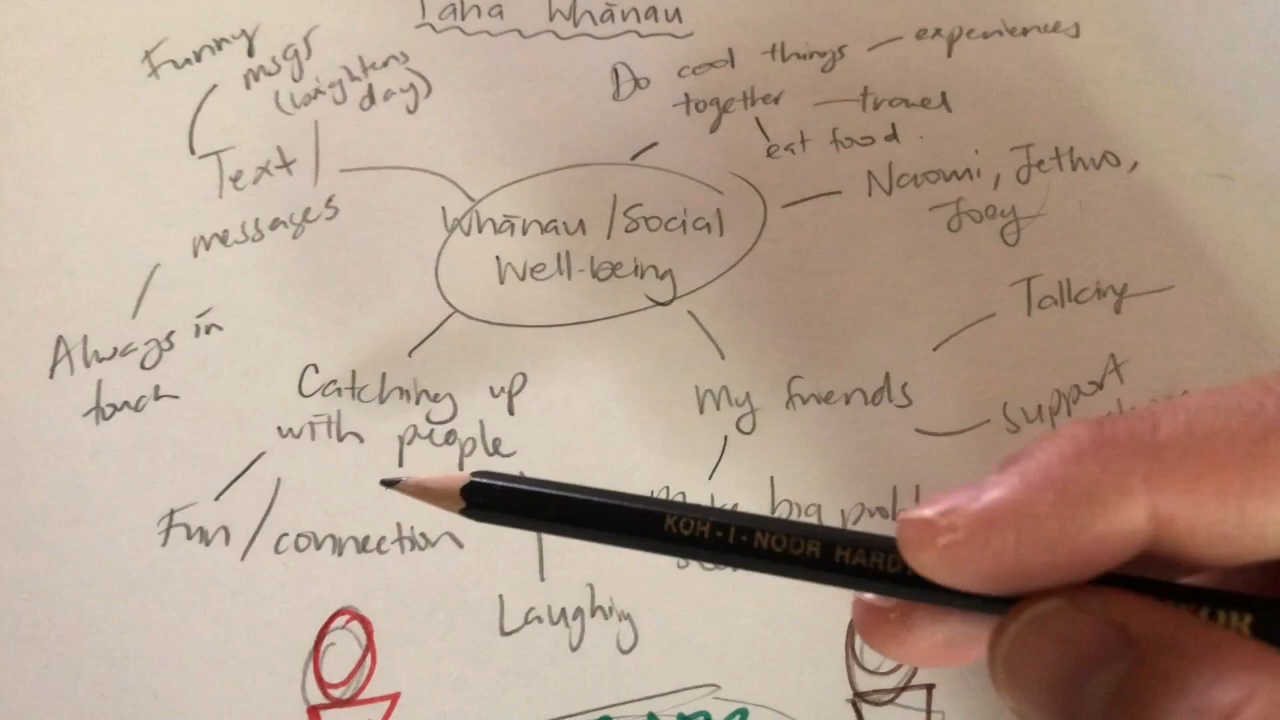 Taha Whānau
Funny
msgs
(brightens
day)
Do cool things — experiences
together — travel
eat food.
Text/
messages
Whānau/Social
Well-being
Naomi, Jethro,
Joey
Always in
touch
Talking
Catching up
with people
My friends
support
Fun/connection
big
KOH-I-NOOR HARD
Laughing